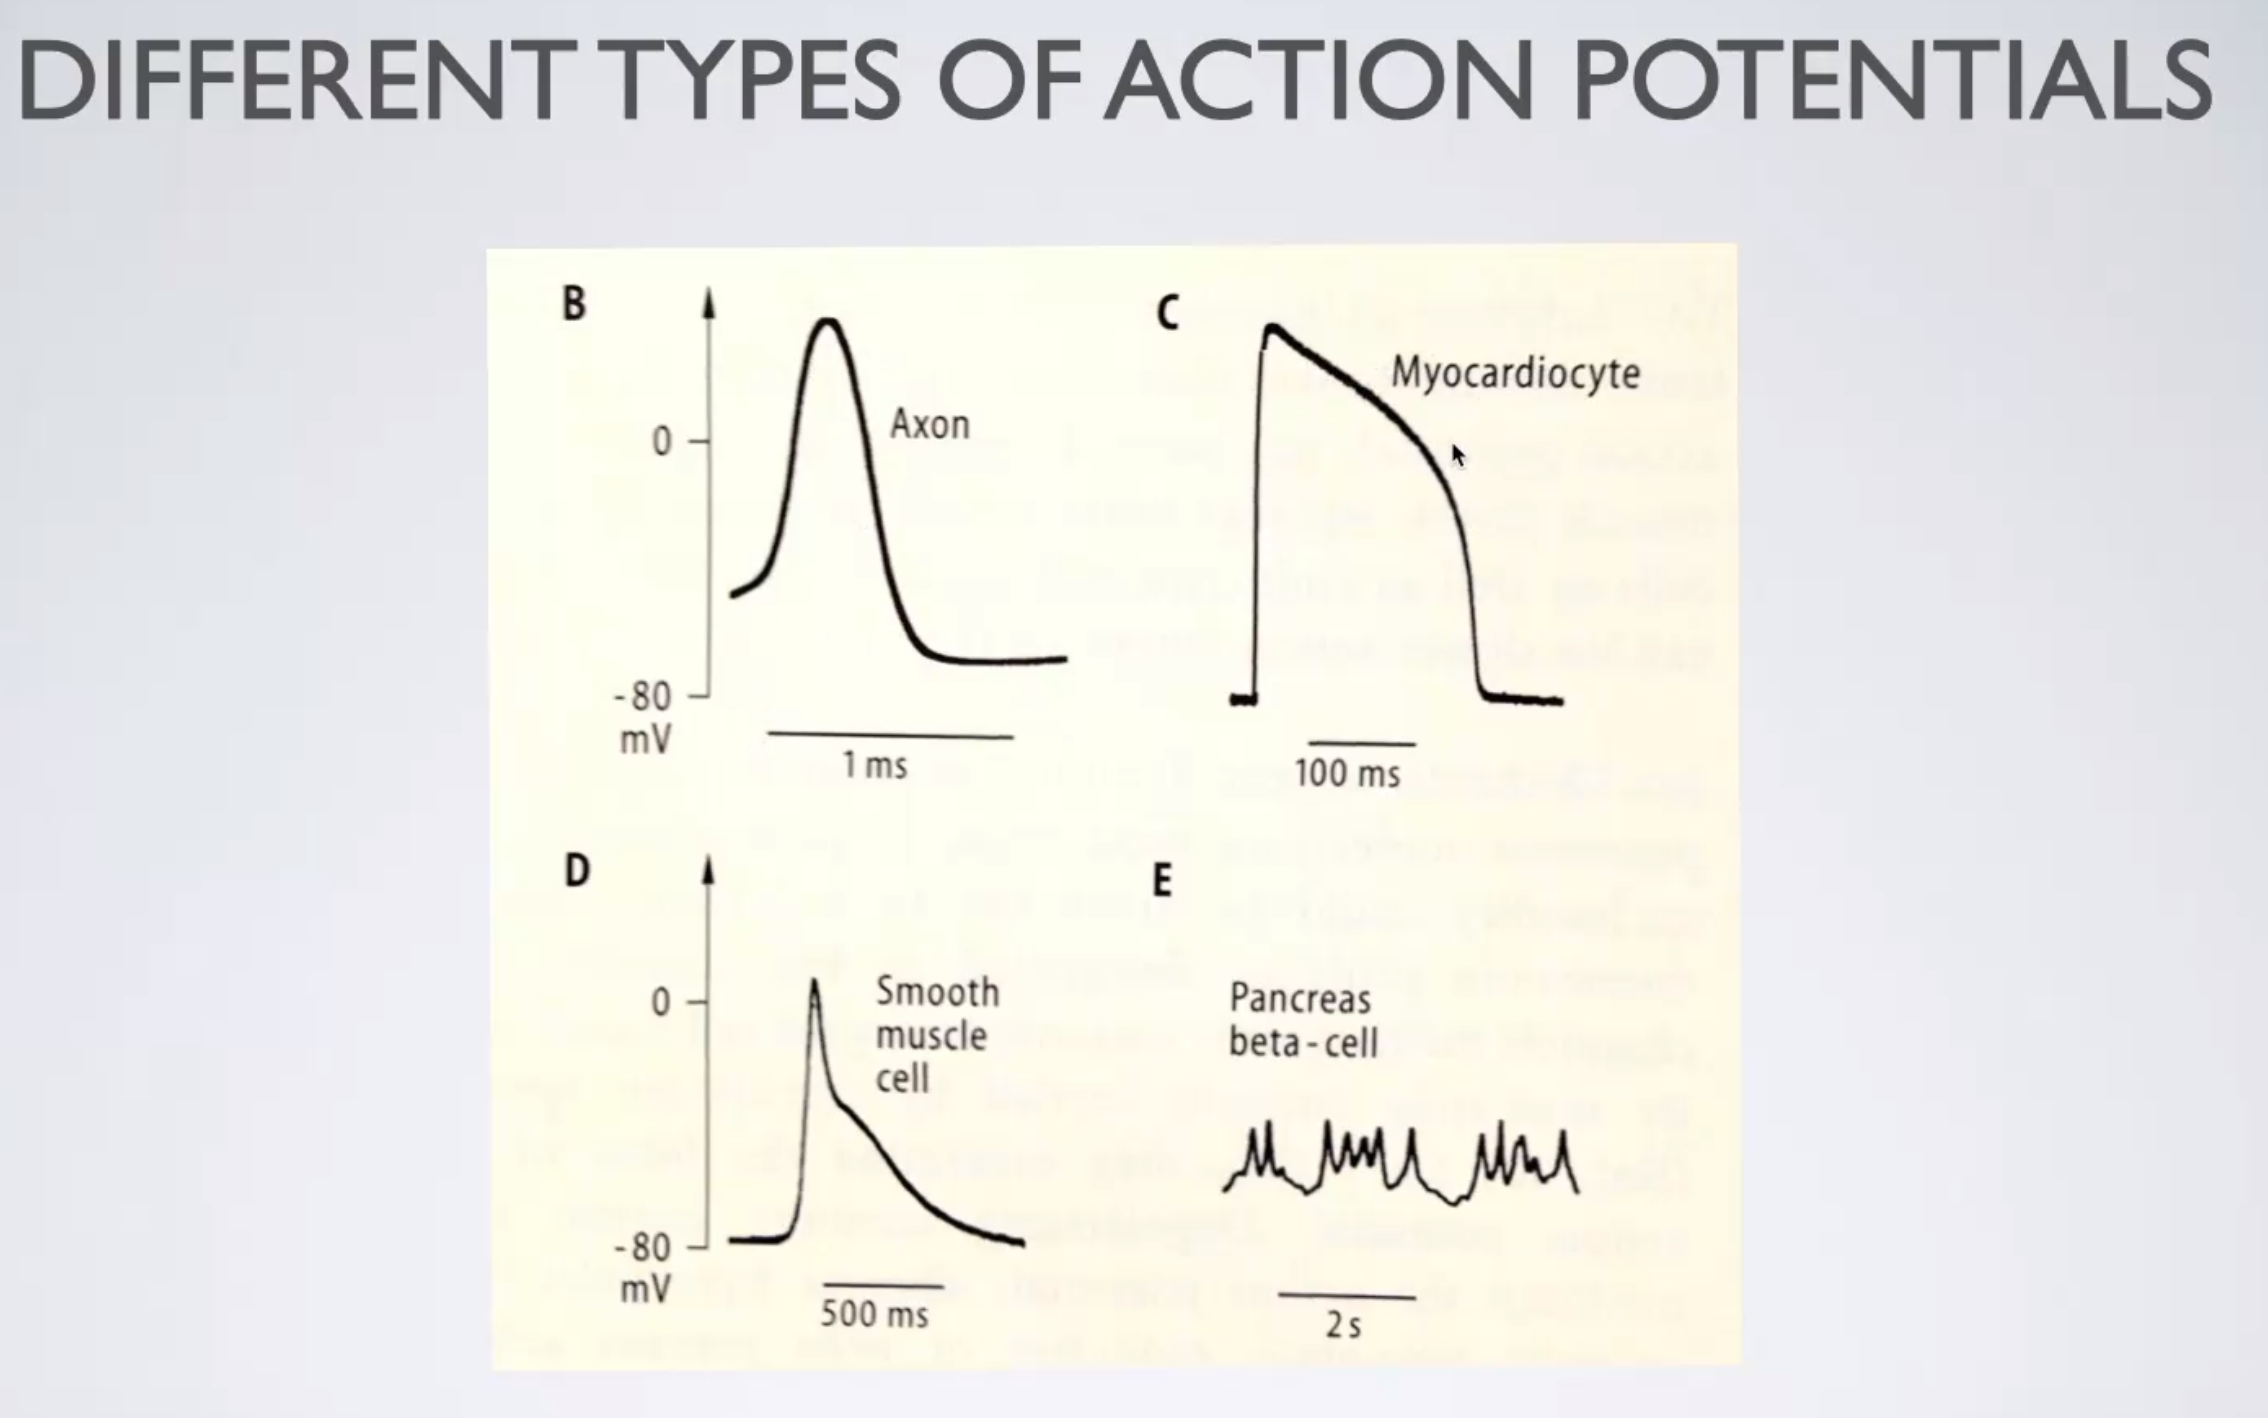 DIFFERENT TYPES OF ACTION POTENTIALS
B
Axon
0
-80
mV
1 ms
C
Myocardiocyte
100 ms
D
Smooth
muscle
cell
0
-80
mV
500 ms
E
Pancreas
beta-cell
2 s